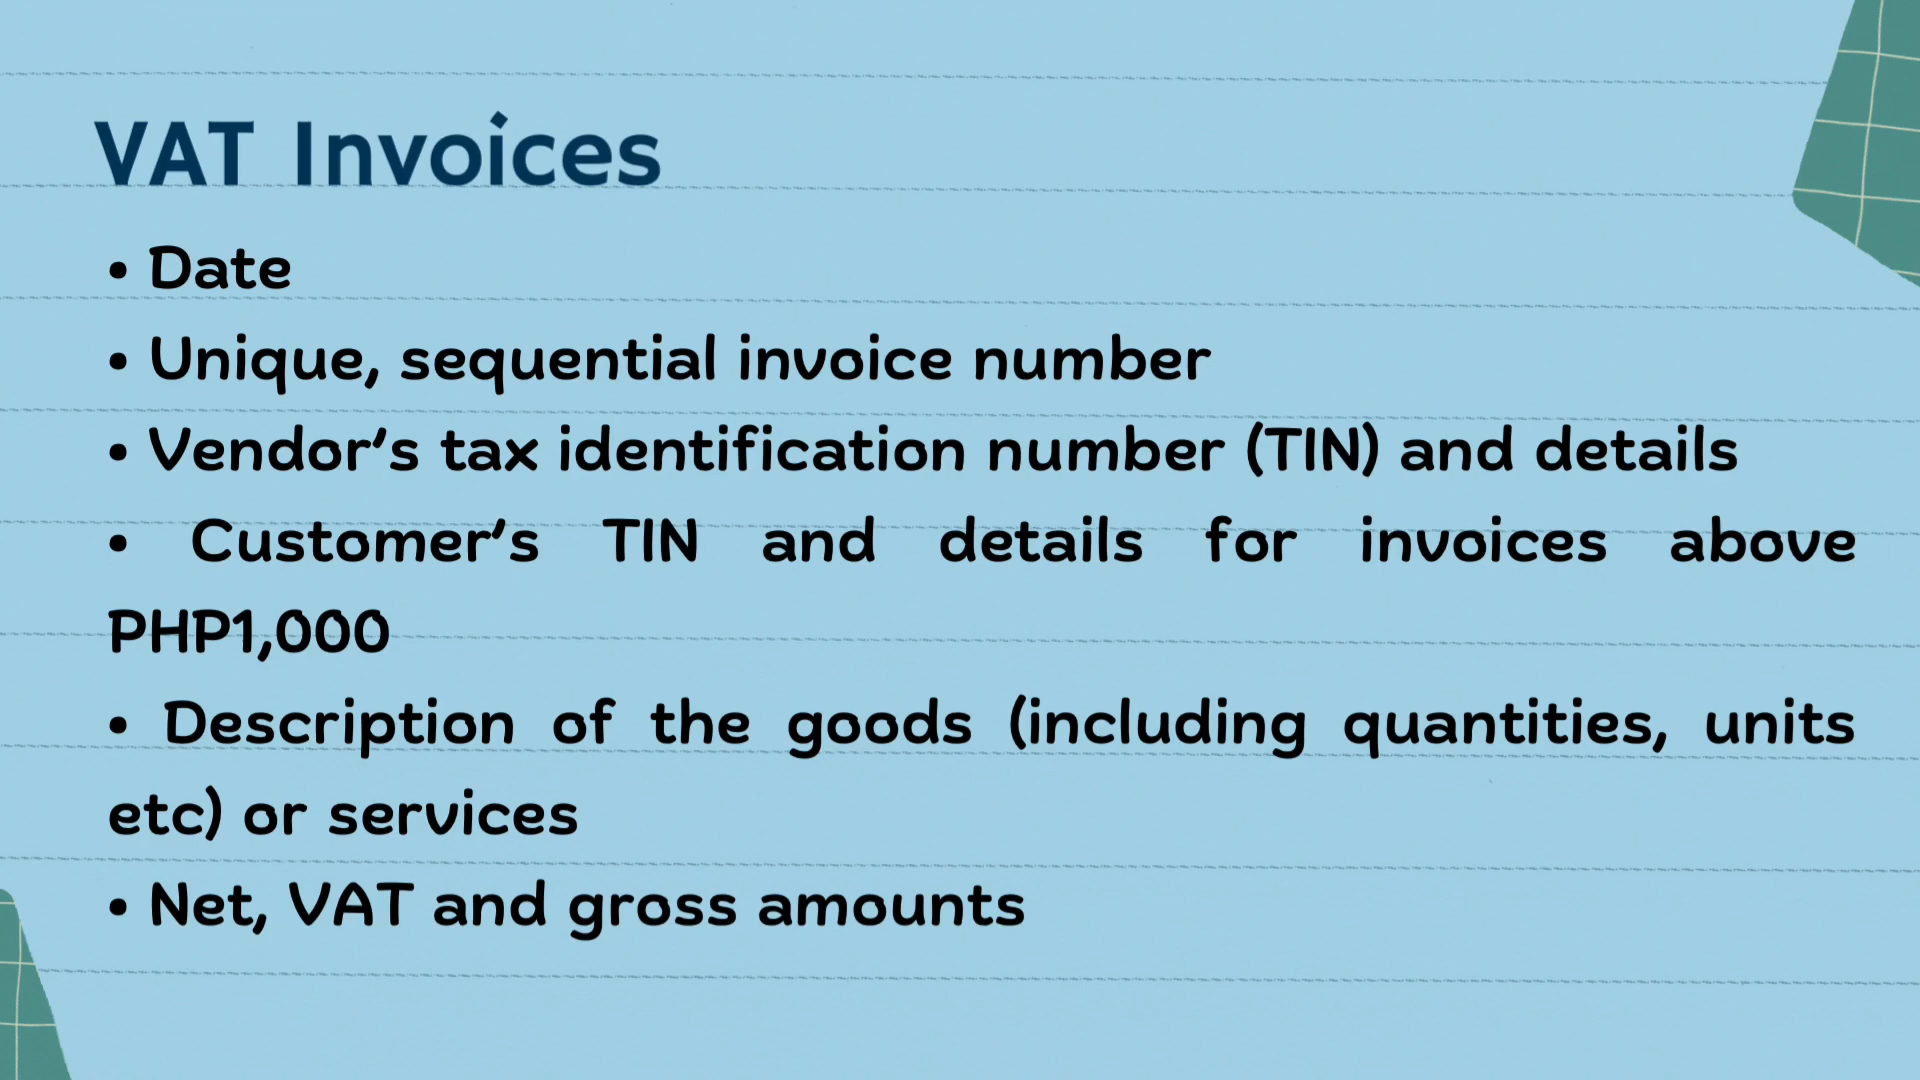 VAT Invoices
• Date
• Unique, sequential invoice number
• Vendor's tax identification number (TIN) and details
• Customer's TIN and details for invoices above
PHP1,000
• Description of the goods (including quantities, units
etc) or services
• Net, VAT and gross amounts